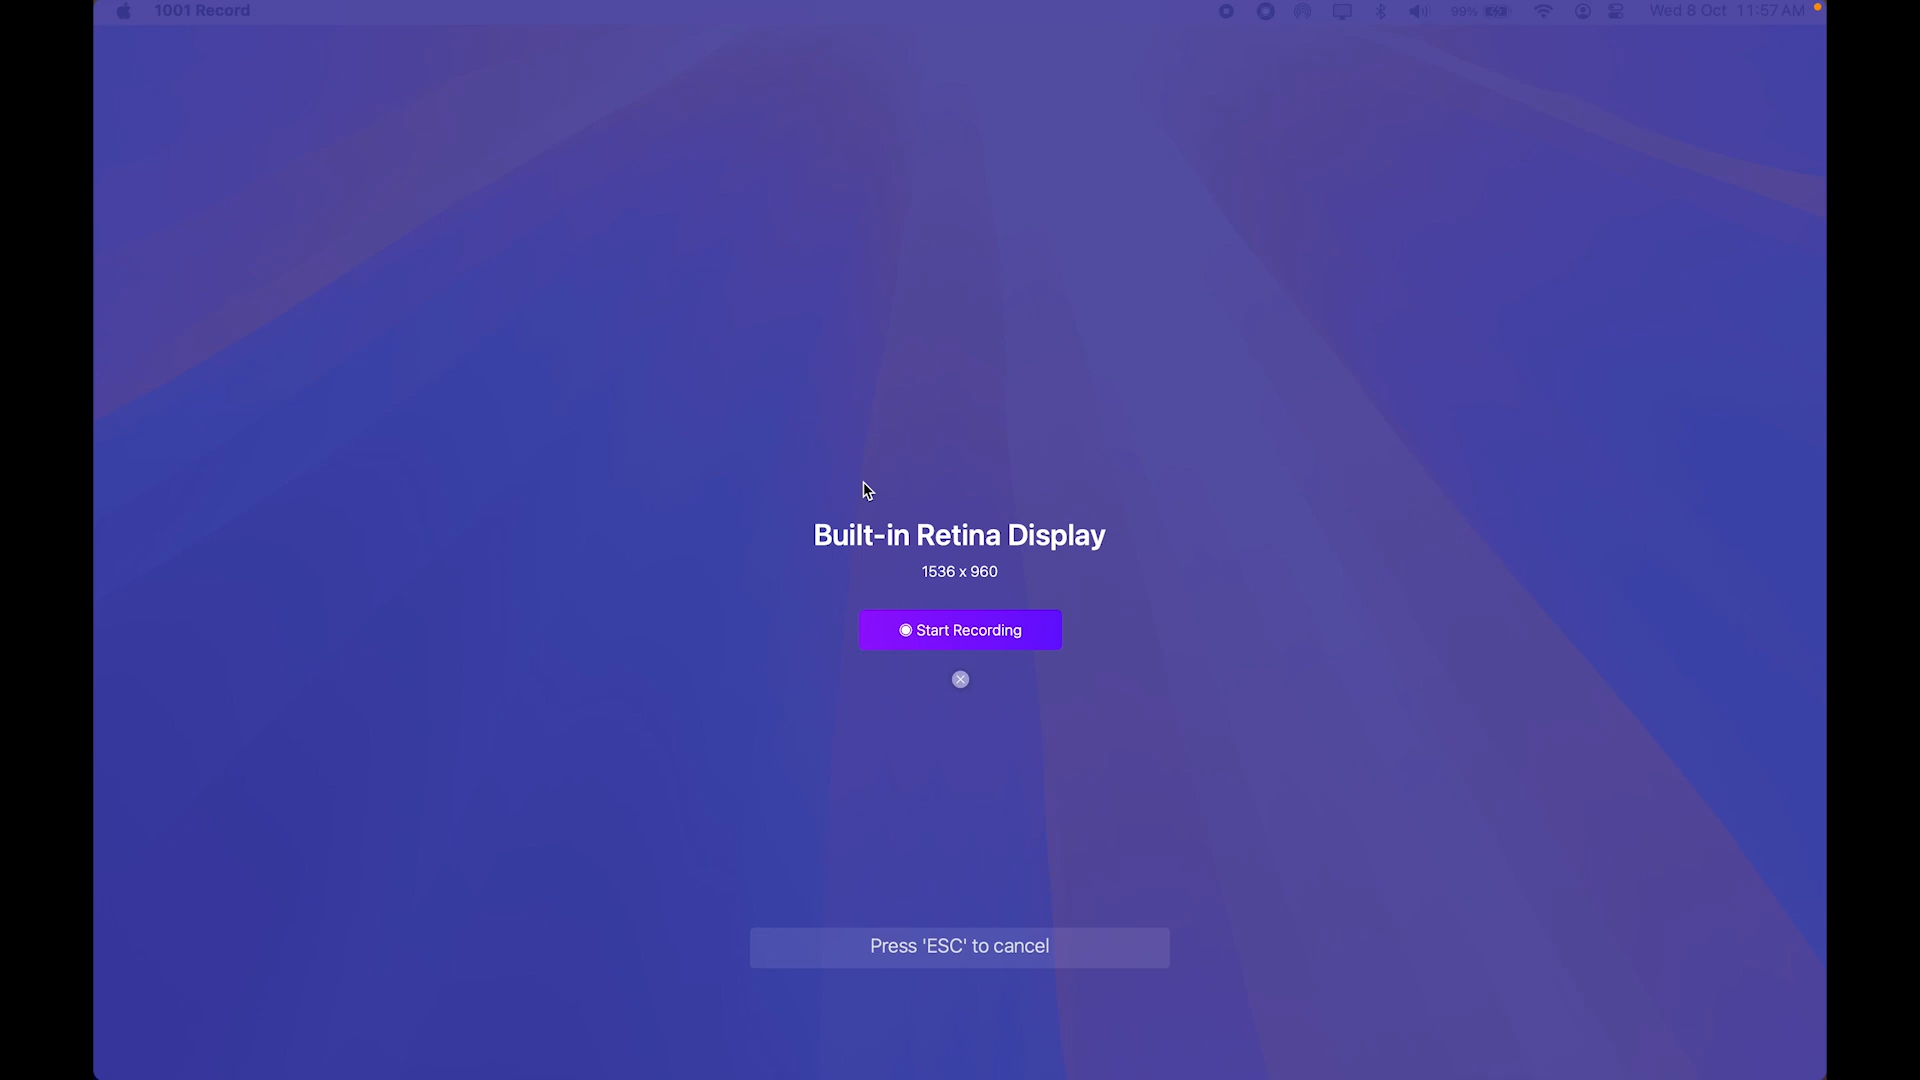 1001 Record
99%
Wed 8 Oct 11:57 AM
Built-in Retina Display
1536 x 960
Start Recording
Press 'ESC' to cancel